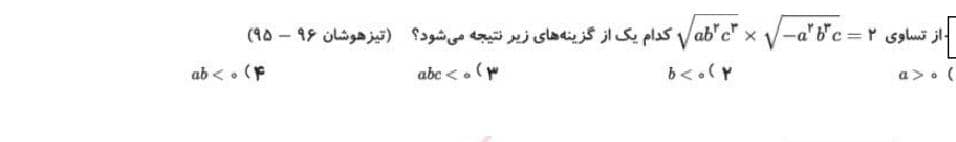 از تساوی √(ab²c³) × √(−a²b³c) = ۲ کدام یک از گزینه‌های زیر نتیجه می‌شود؟ (تیزهوشان ۹۶ – ۹۵)
) a > ۰ ۲) b < ۰ ۳) abc < ۰ ۴) ab < ۰